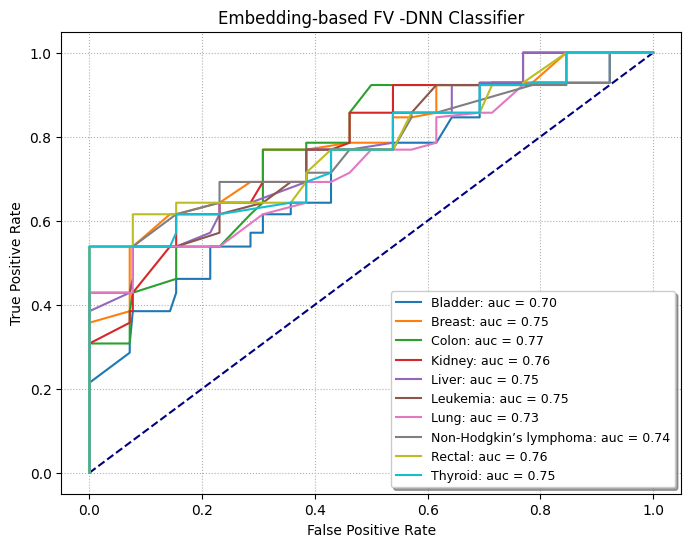 Embedding-based FV -DNN Classifier
True Positive Rate
1.0
0.8
0.6
0.4
0.2
0.0
Bladder: auc = 0.70
Breast: auc = 0.75
Colon: auc = 0.77
Kidney: auc = 0.76
Liver: auc = 0.75
Leukemia: auc = 0.75
Lung: auc = 0.73
Non-Hodgkin’s lymphoma: auc = 0.74
Rectal: auc = 0.76
Thyroid: auc = 0.75
0.0 0.2 0.4 0.6 0.8 1.0
False Positive Rate